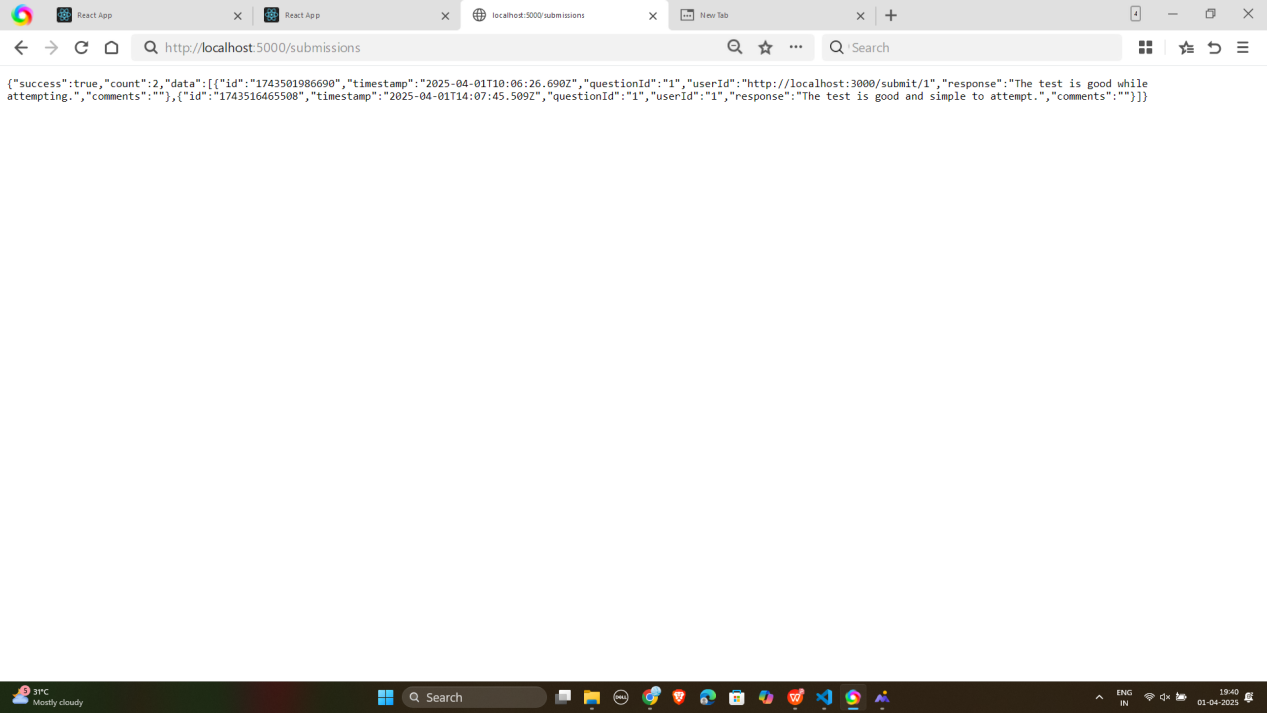 React App
React App
localhost:5000/submissions
New Tab
4
http://localhost:5000/submissions
Search
{"success":true,"count":2,"data":[{"id":"1743501986690","timestamp":"2025-04-01T10:06:26.690Z","questionId":"1","userId":"http://localhost:3000/submit/1","response":"The test is good while
attempting.","comments":""},{"id":"1743516465508","timestamp":"2025-04-01T14:07:45.509Z","questionId":"1","userId":"1","response":"The test is good and simple to attempt.","comments":""}]}
5
31°C
Mostly cloudy
Search
DELL
ENG
IN
19:40
01-04-2025